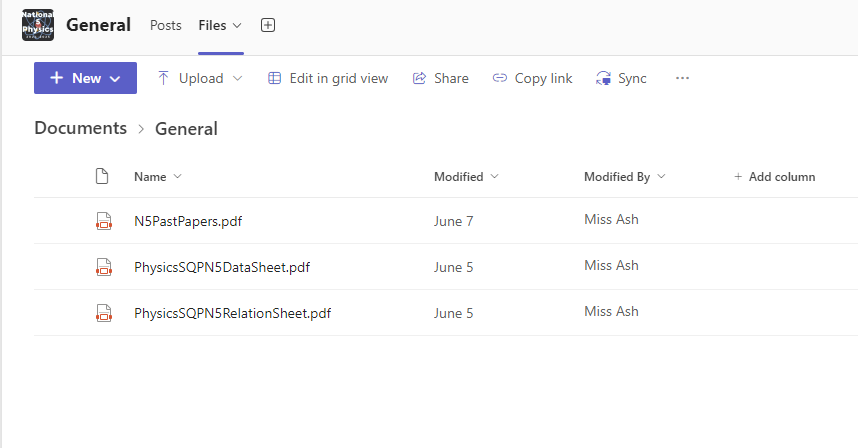 National
Physics
General Posts Files
New Upload Edit in grid view Share Copy link Sync ...
Documents > General
Name Modified Modified By + Add column
N5PastPapers.pdf June 7 Miss Ash
PhysicsSQPN5DataSheet.pdf June 5 Miss Ash
PhysicsSQPN5RelationSheet.pdf June 5 Miss Ash